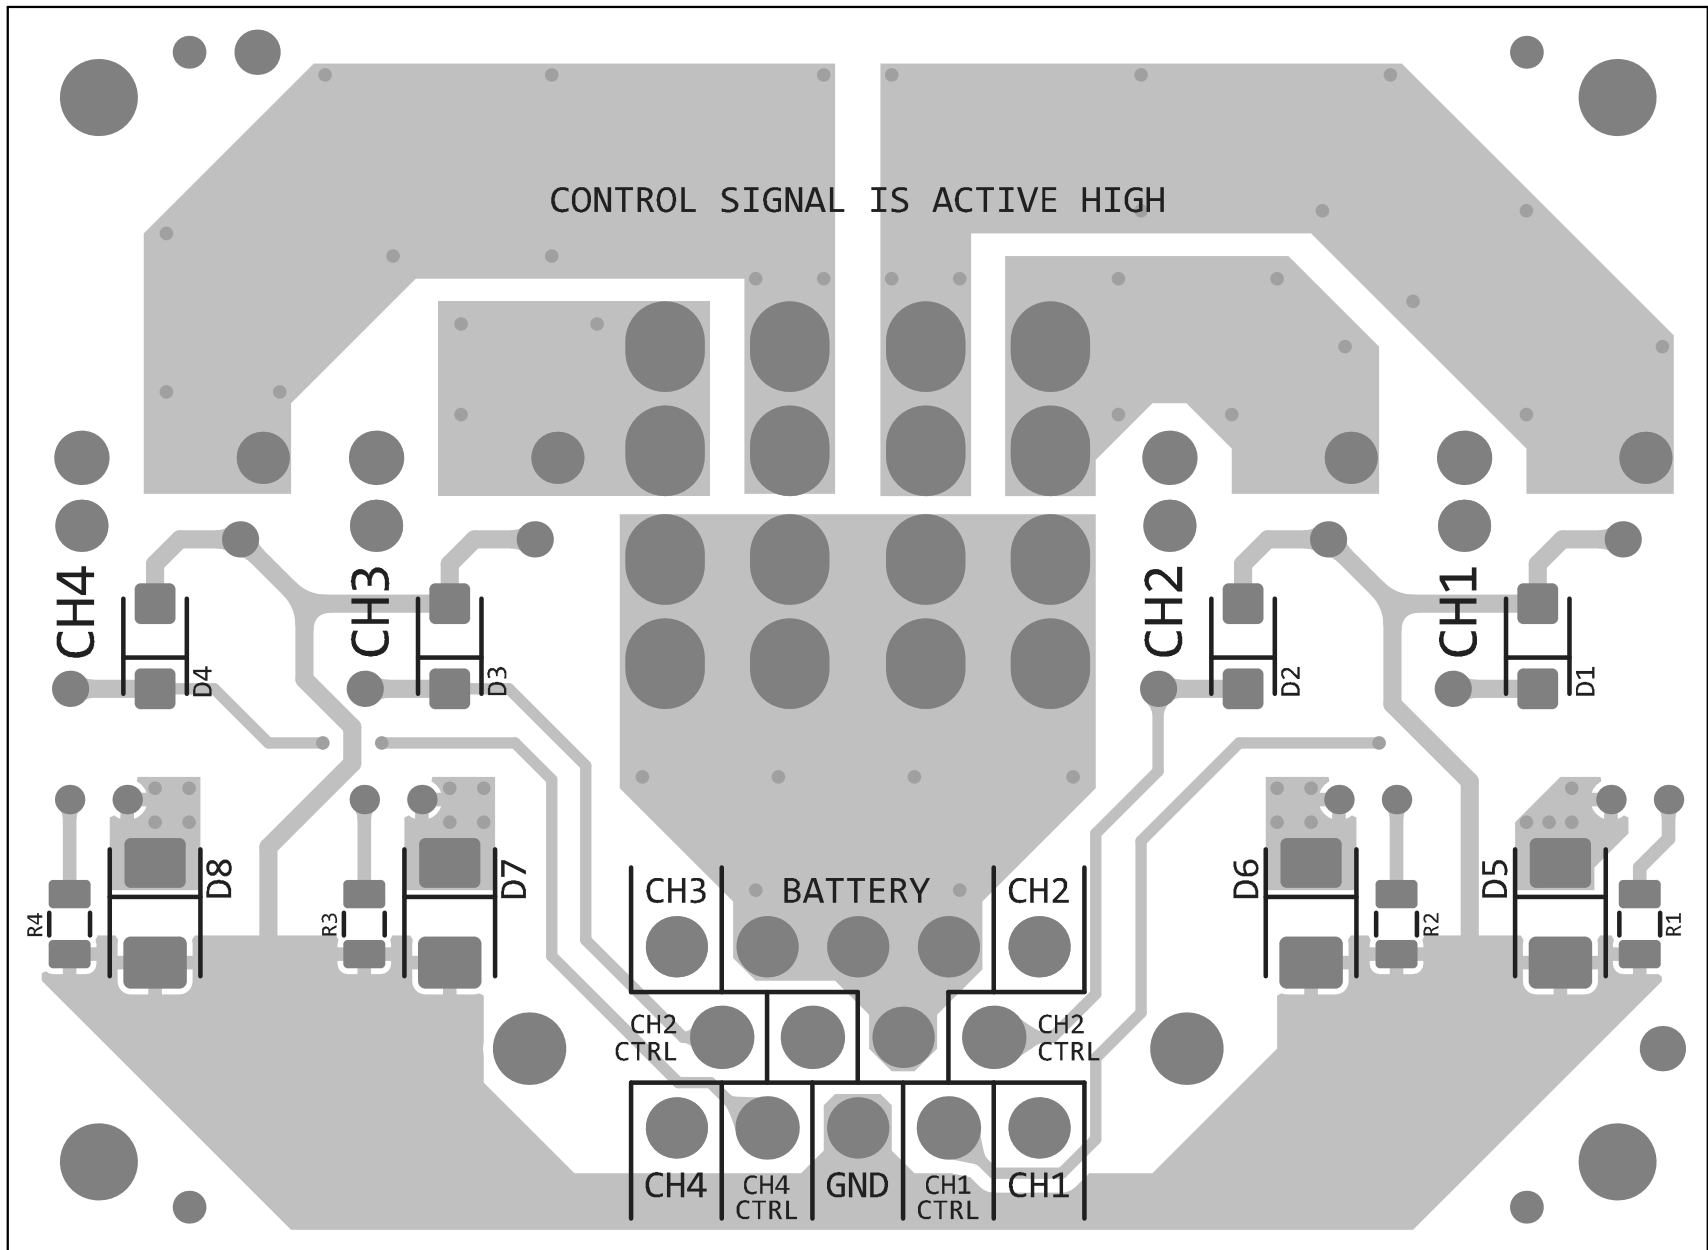 CONTROL SIGNAL IS ACTIVE HIGH
CH4
CH3
CH2
CH1
D4
D3
D2
D1
D8
D7
D6
D5
R4
R3
R2
R1
CH3
BATTERY
CH2
CH2
CTRL
CH2
CTRL
CH4
CH4
CTRL
GND
CH1
CTRL
CH1